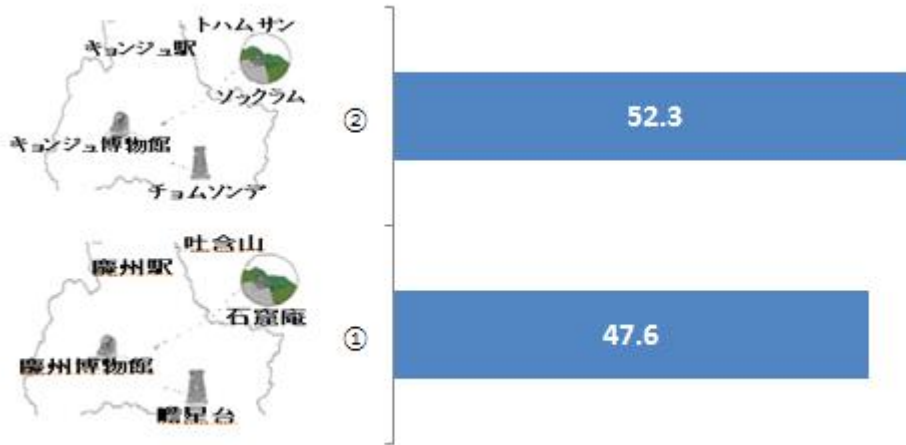 トハムサン
キョンジュ駅
ソックラム
キョンジュ博物館
チョムソンデ
②
52.3
吐含山
慶州駅
石窟庵
慶州博物館
瞻星台
①
47.6